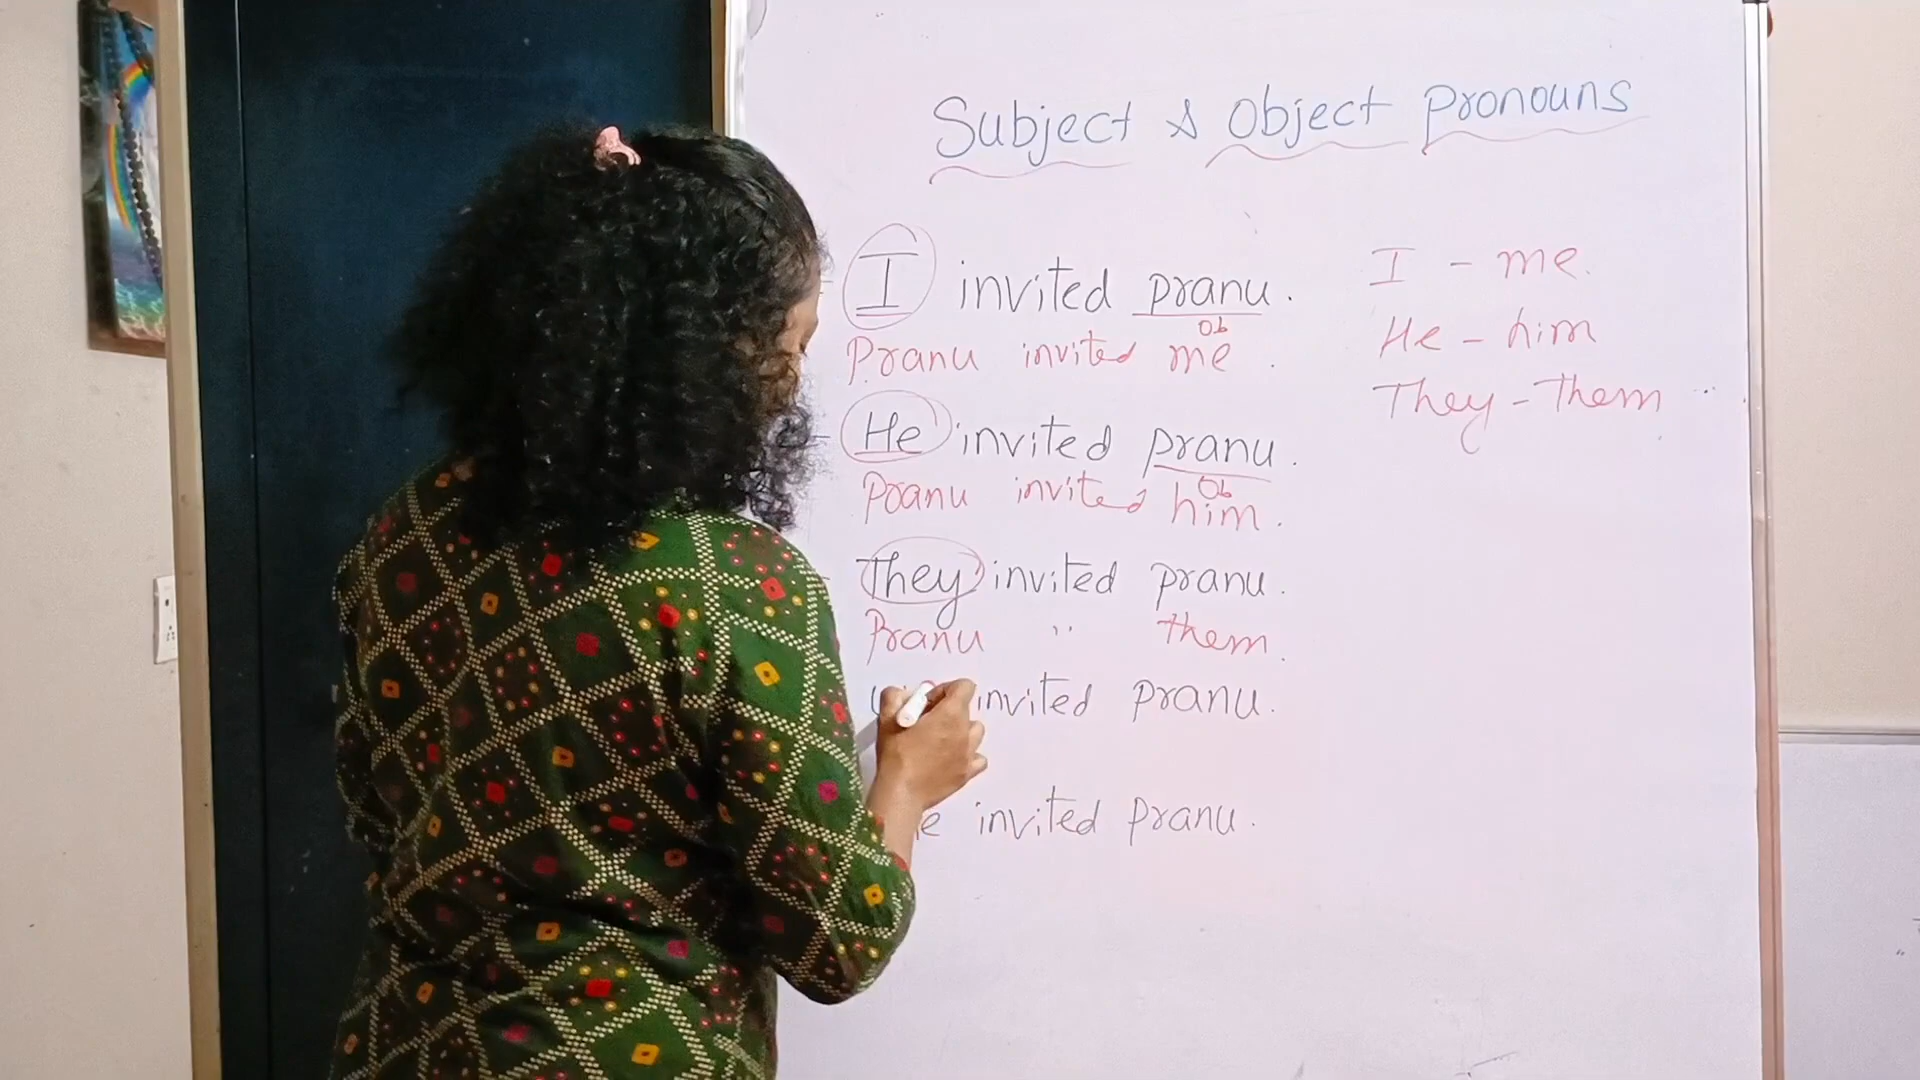 Subject & Object Pronouns
I invited pranu.
Ob
Pranu invited me.
He invited pranu.
Ob
Pranu invited him.
They invited pranu.
Pranu " them.
invited pranu.
invited pranu.
I - me.
He - him
They - Them